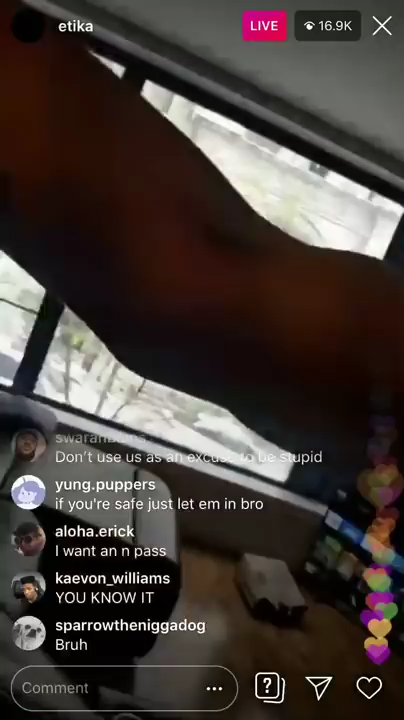 etika
LIVE
16.9K
Don't use us as an excuse to be stupid
yung.puppers
if you're safe just let em in bro
aloha.erick
I want an n pass
kaevon_williams
YOU KNOW IT
sparrowtheniggadog
Bruh
Comment